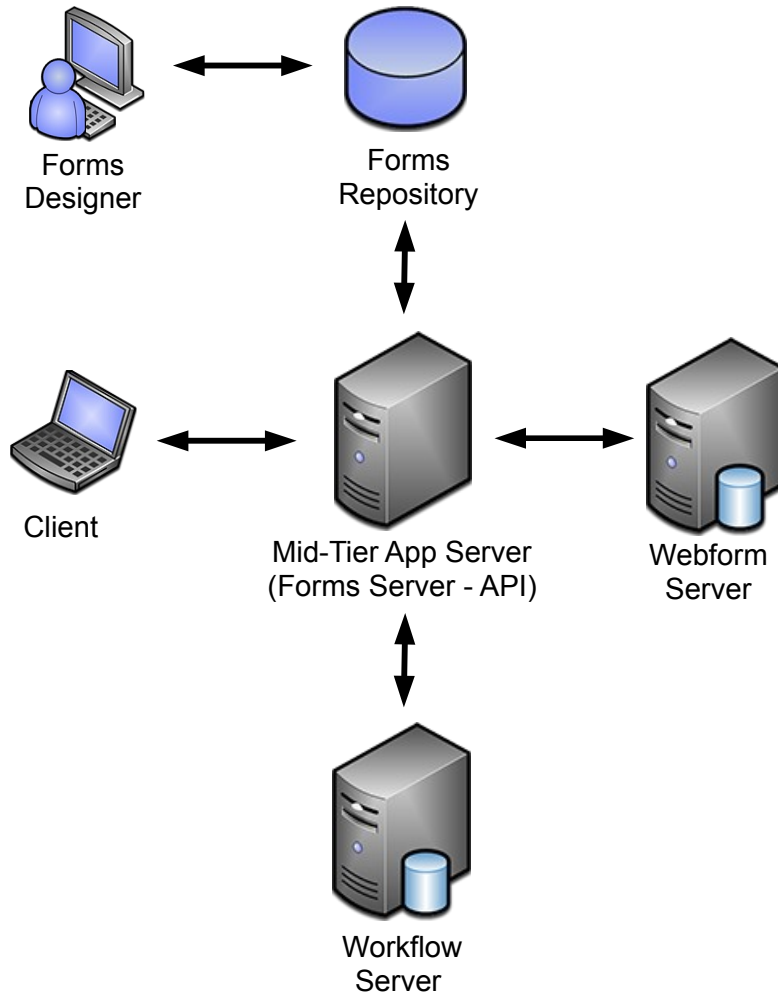 Forms
Designer
Forms
Repository
Client
Mid-Tier App Server
(Forms Server - API)
Webform
Server
Workflow
Server